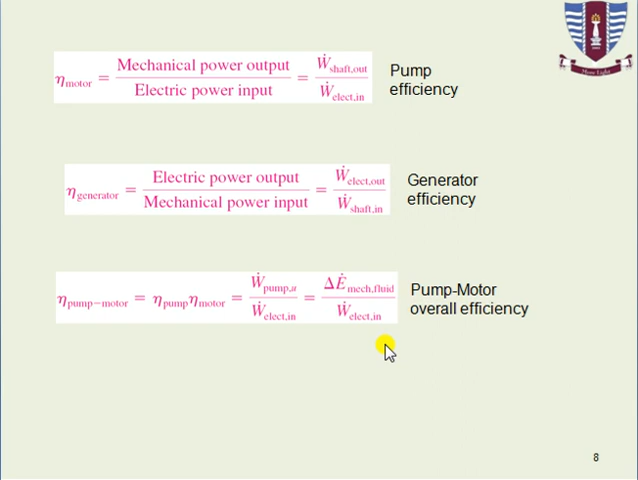 η_motor = Mechanical power output / Electric power input = Ẇ_shaft,out / Ẇ_elect,in
Pump
efficiency
η_generator = Electric power output / Mechanical power input = Ẇ_elect,out / Ẇ_shaft,in
Generator
efficiency
η_pump−motor = η_pump η_motor = Ẇ_pump,u / Ẇ_elect,in = ΔĖ_mech,fluid / Ẇ_elect,in
Pump-Motor
overall efficiency
8